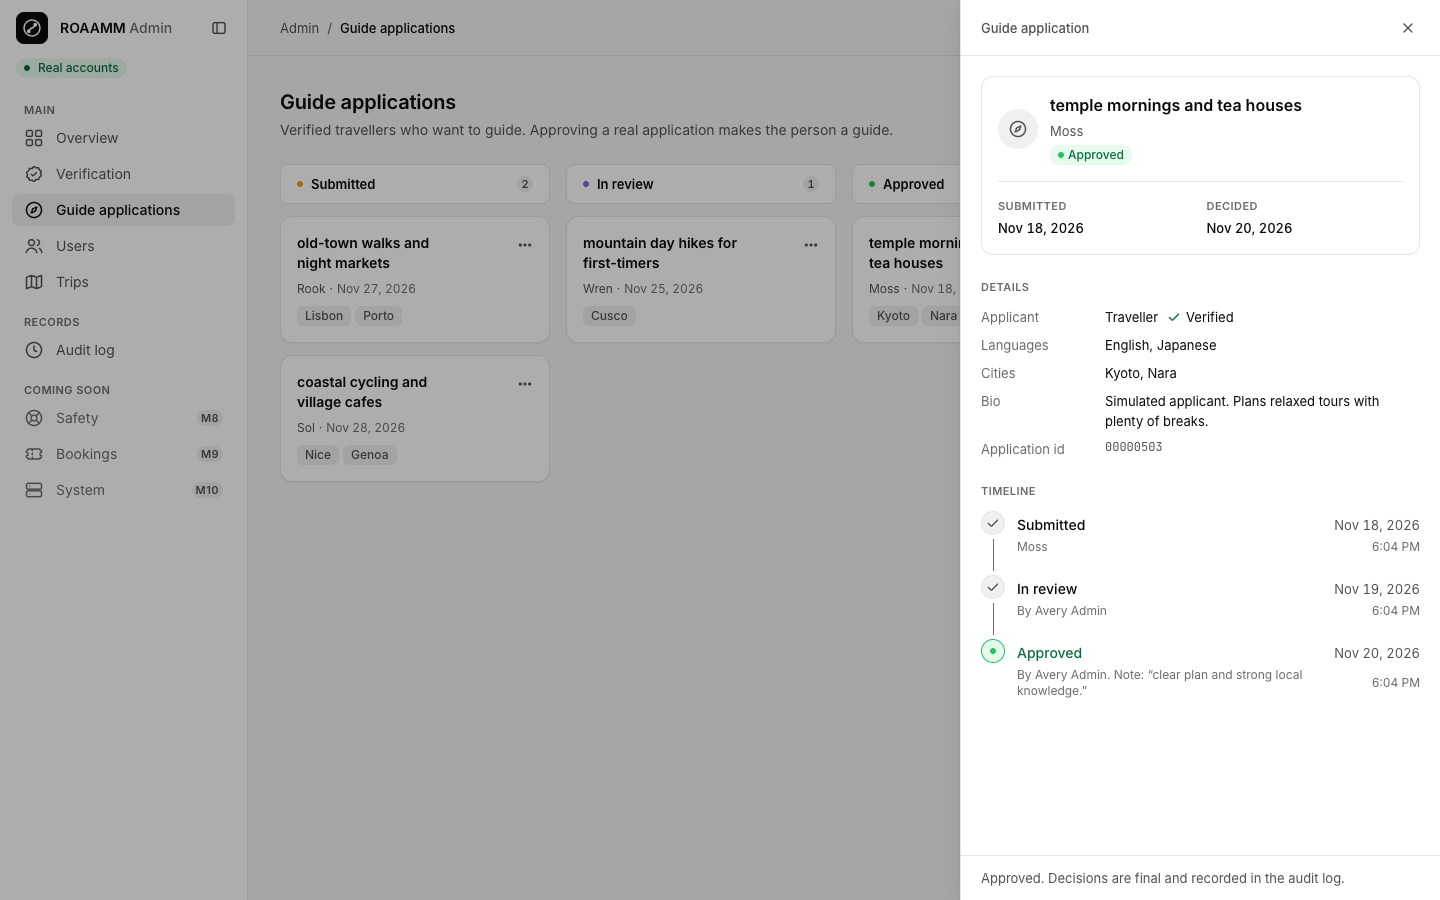 ROAAMM Admin
Real accounts
MAIN
Overview
Verification
Guide applications
Users
Trips
RECORDS
Audit log
COMING SOON
Safety M8
Bookings M9
System M10
Admin / Guide applications
Guide applications
Verified travellers who want to guide. Approving a real application makes the person a guide.
Submitted 2
old-town walks and
night markets
Rook · Nov 27, 2026
Lisbon Porto
coastal cycling and
village cafes
Sol · Nov 28, 2026
Nice Genoa
In review 1
mountain day hikes for
first-timers
Wren · Nov 25, 2026
Cusco
Approved
temple morni
tea houses
Moss · Nov 18,
Kyoto Nara
Guide application
temple mornings and tea houses
Moss
Approved
SUBMITTED DECIDED
Nov 18, 2026 Nov 20, 2026
DETAILS
Applicant Traveller Verified
Languages English, Japanese
Cities Kyoto, Nara
Bio Simulated applicant. Plans relaxed tours with
plenty of breaks.
Application id 00000503
TIMELINE
Submitted Nov 18, 2026
Moss 6:04 PM
In review Nov 19, 2026
By Avery Admin 6:04 PM
Approved Nov 20, 2026
By Avery Admin. Note: “clear plan and strong local
knowledge.” 6:04 PM
Approved. Decisions are final and recorded in the audit log.